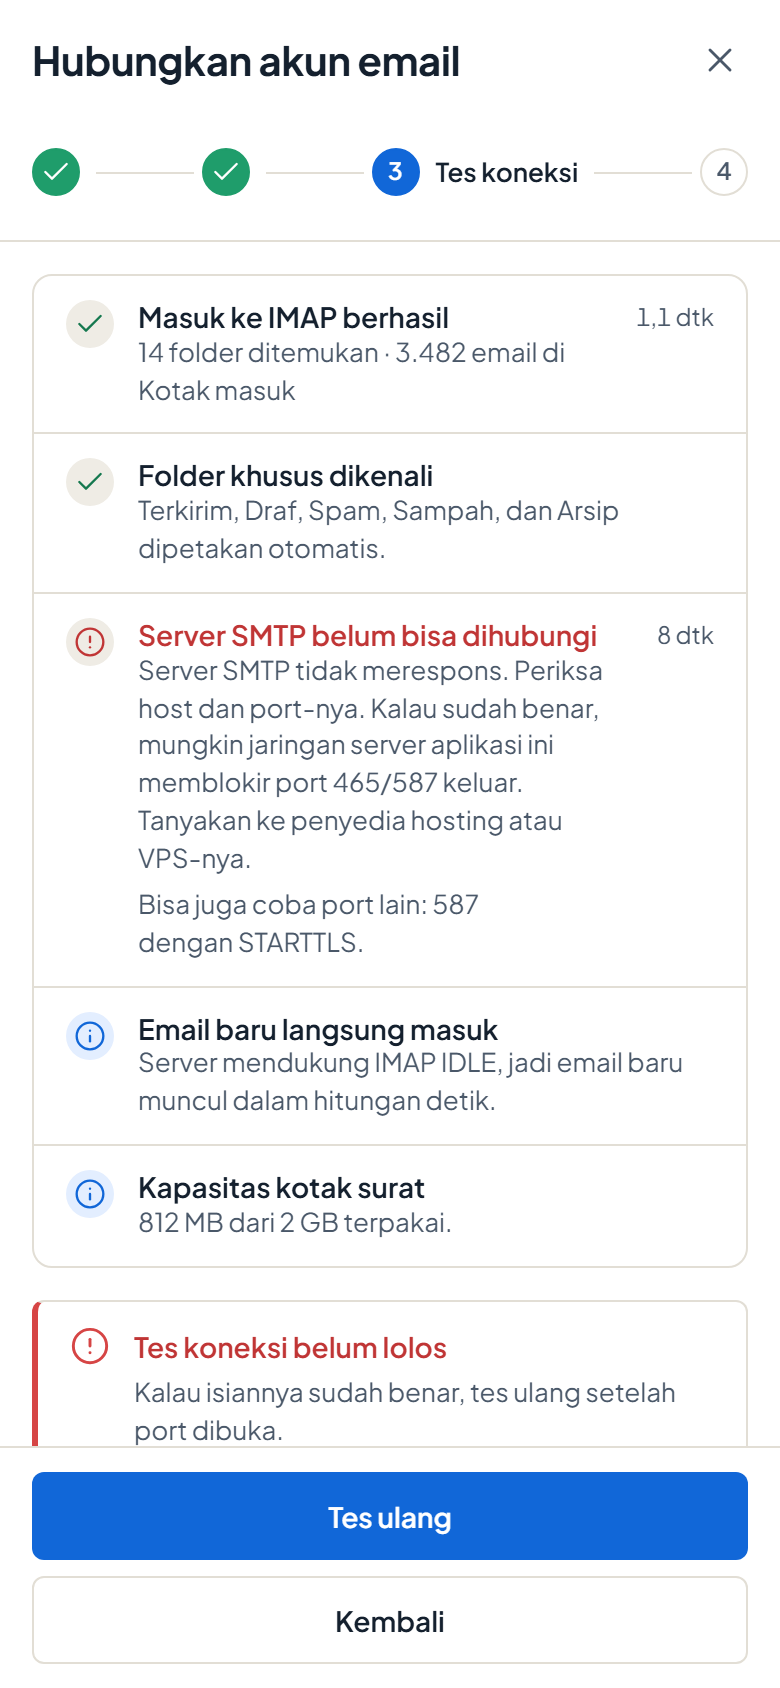 Hubungkan akun email
3 Tes koneksi 4
Masuk ke IMAP berhasil 1,1 dtk
14 folder ditemukan · 3.482 email di
Kotak masuk
Folder khusus dikenali
Terkirim, Draf, Spam, Sampah, dan Arsip
dipetakan otomatis.
Server SMTP belum bisa dihubungi 8 dtk
Server SMTP tidak merespons. Periksa
host dan port-nya. Kalau sudah benar,
mungkin jaringan server aplikasi ini
memblokir port 465/587 keluar.
Tanyakan ke penyedia hosting atau
VPS-nya.
Bisa juga coba port lain: 587
dengan STARTTLS.
Email baru langsung masuk
Server mendukung IMAP IDLE, jadi email baru
muncul dalam hitungan detik.
Kapasitas kotak surat
812 MB dari 2 GB terpakai.
Tes koneksi belum lolos
Kalau isiannya sudah benar, tes ulang setelah
port dibuka.
Tes ulang
Kembali